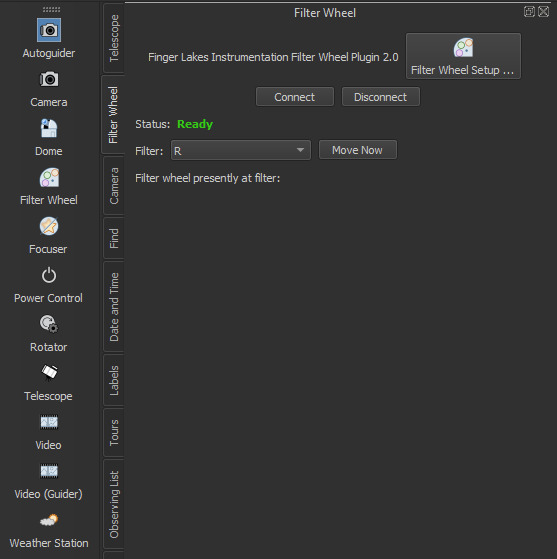 Filter Wheel
Autoguider
Camera
Dome
Filter Wheel
Focuser
Power Control
Rotator
Telescope
Video
Video (Guider)
Weather Station
Telescope
Filter Wheel
Camera
Find
Date and Time
Labels
Tours
Observing List
Finger Lakes Instrumentation Filter Wheel Plugin 2.0
Filter Wheel Setup ...
Connect
Disconnect
Status: Ready
Filter: R
Move Now
Filter wheel presently at filter: